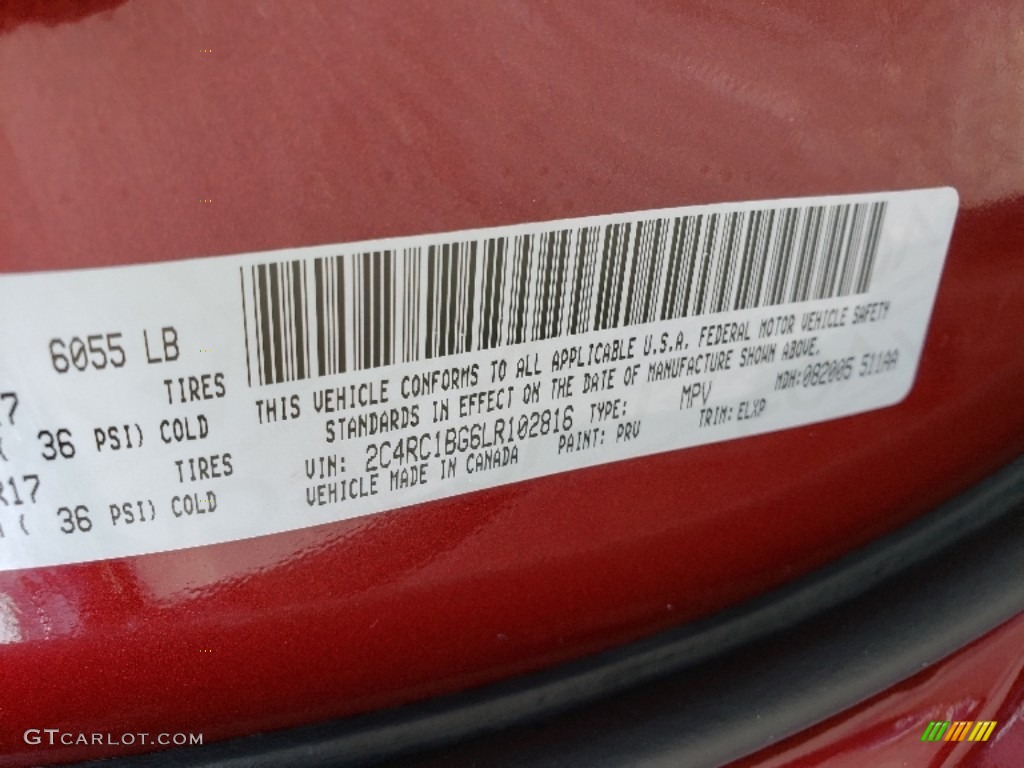 6055 LB
THIS VEHICLE CONFORMS TO ALL APPLICABLE U.S.A. FEDERAL MOTOR VEHICLE SAFETY
STANDARDS IN EFFECT ON THE DATE OF MANUFACTURE SHOWN ABOVE.
7 TIRES
( 36 PSI) COLD
VIN: 2C4RC1BG6LR102816 TYPE: MPV MDH:082005 511AA
R17 TIRES
VEHICLE MADE IN CANADA PAINT: PRV TRIM: ELXP
( 36 PSI) COLD
GTCARLOT.COM